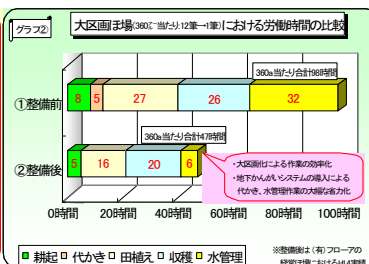 グラフ②
大区画ほ場(360a当たり:12筆→1筆)における労働時間の比較
360a当たり合計98時間
①整備前
8 5 27 26 32
360a当たり合計47時間
②整備後
5 16 20 6
・大区画化による作業の効率化
・地下かんがいシステムの導入による
代かき、水管理作業の大幅な省力化
0時間 20時間 40時間 60時間 80時間 100時間
耕起 代かき 田植え 収穫 水管理
※整備後は(有)フローアの